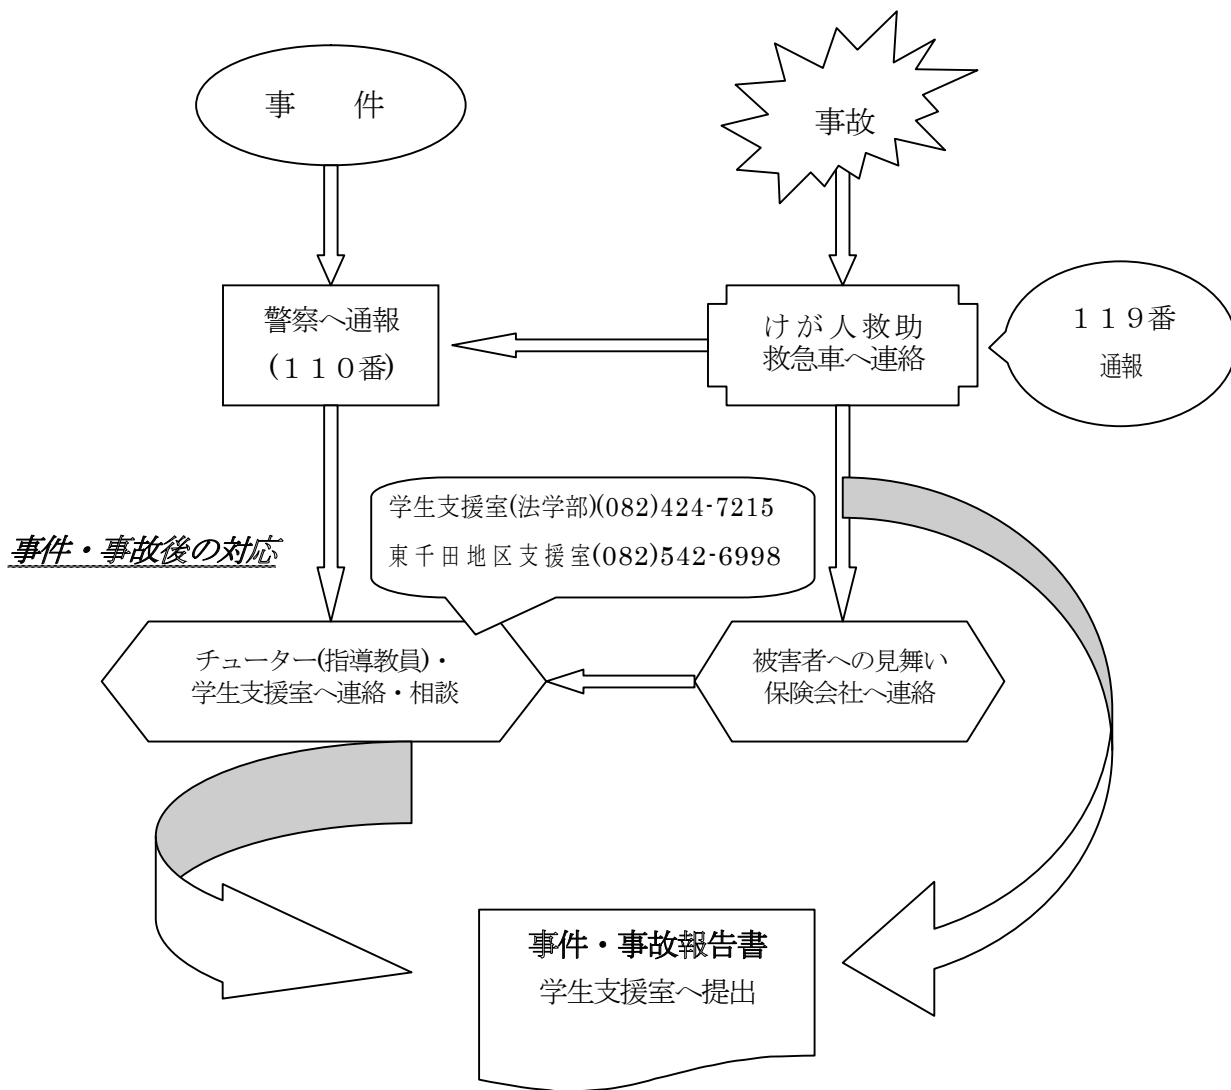 事　件
事故
警察へ通報
(１１０番)
けが人救助
救急車へ連絡
１１９番
通報
学生支援室(法学部)(082)424-7215
東千田地区支援室(082)542-6998
事件・事故後の対応
チューター(指導教員)・
学生支援室へ連絡・相談
被害者への見舞い
保険会社へ連絡
事件・事故報告書
学生支援室へ提出